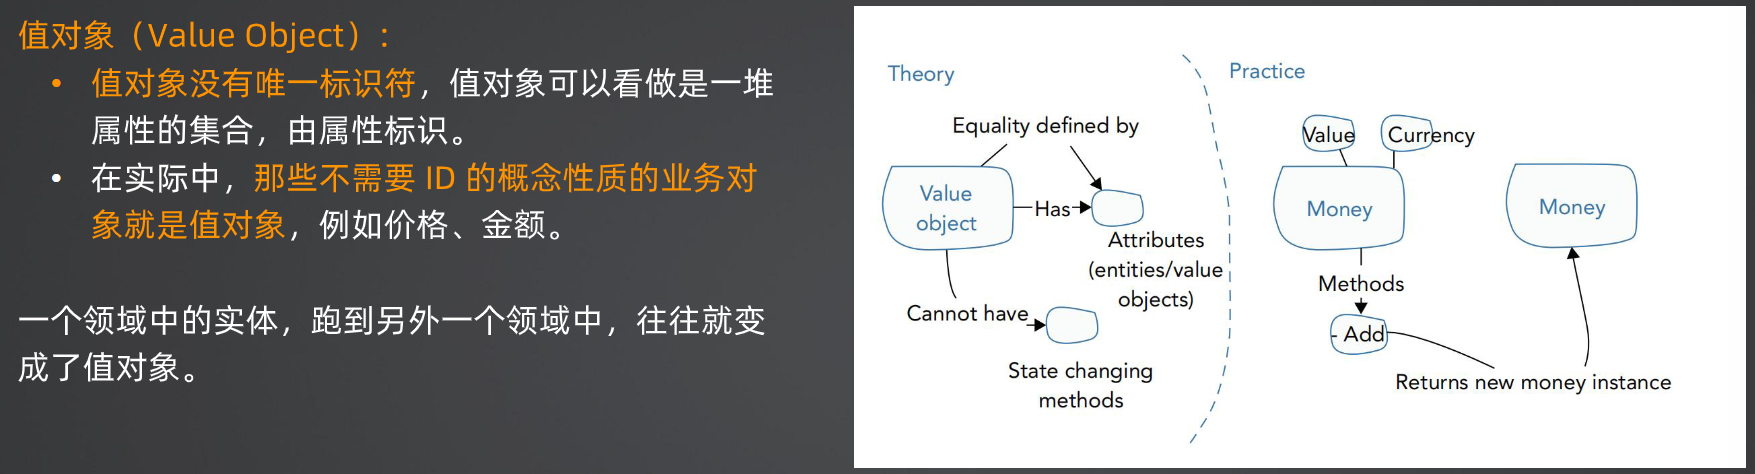 值对象（Value Object）：
• 值对象没有唯一标识符，值对象可以看做是一堆
属性的集合，由属性标识。
• 在实际中，那些不需要 ID 的概念性质的业务对
象就是值对象，例如价格、金额。
一个领域中的实体，跑到另外一个领域中，往往就变
成了值对象。
Theory
Equality defined by
Value
object
Has
Attributes
(entities/value
objects)
Cannot have
State changing
methods
Practice
Value
Currency
Money
Money
Methods
- Add
Returns new money instance